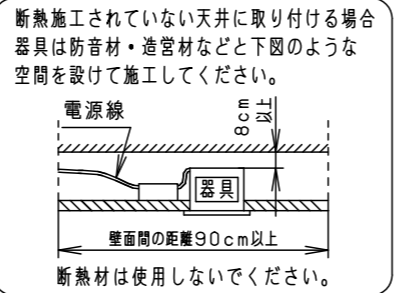 断熱施工されていない天井に取り付ける場合
器具は防音材・造営材などと下図のような
空間を設けて施工してください。
電源線
8cm
以上
器具
壁面間の距離90cm以上
断熱材は使用しないでください。